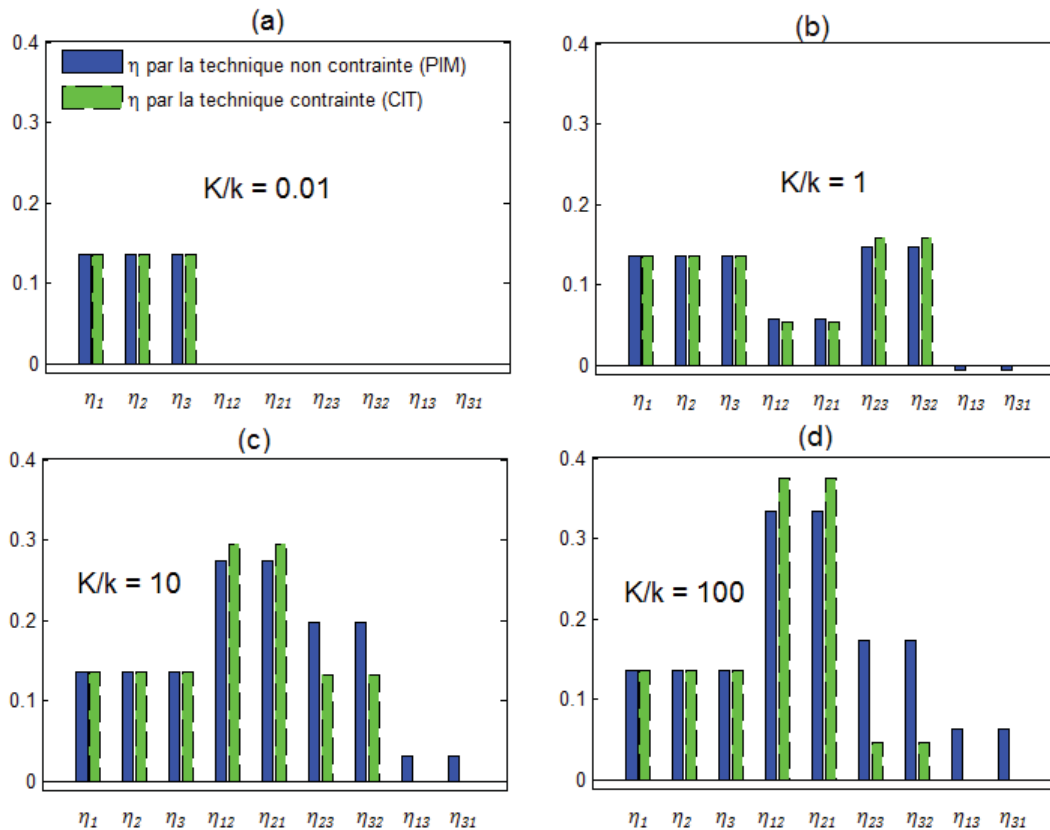 (a)
0.4
0.3
0.2
0.1
0
η par la technique non contrainte (PIM)
η par la technique contrainte (CIT)
K/k = 0.01
η1 η2 η3 η12 η21 η23 η32 η13 η31
(b)
0.4
0.3
0.2
0.1
0
K/k = 1
η1 η2 η3 η12 η21 η23 η32 η13 η31
(c)
0.4
0.3
0.2
0.1
0
K/k = 10
η1 η2 η3 η12 η21 η23 η32 η13 η31
(d)
0.4
0.3
0.2
0.1
0
K/k = 100
η1 η2 η3 η12 η21 η23 η32 η13 η31